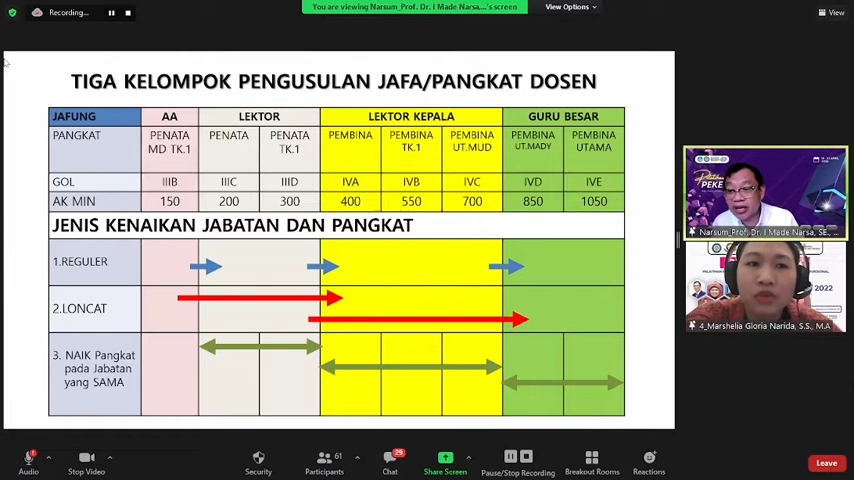 Recording...
You are viewing Narsum_Prof. Dr. I Made Narsa,...'s screen
View Options
View
TIGA KELOMPOK PENGUSULAN JAFA/PANGKAT DOSEN
JAFUNG AA LEKTOR LEKTOR KEPALA GURU BESAR
PANGKAT PENATA MD TK.1 PENATA PENATA TK.1 PEMBINA PEMBINA TK.1 PEMBINA UT.MUD PEMBINA UT.MADY PEMBINA UTAMA
GOL IIIB IIIC IIID IVA IVB IVC IVD IVE
AK MIN 150 200 300 400 550 700 850 1050
JENIS KENAIKAN JABATAN DAN PANGKAT
1.REGULER
2.LONCAT
3. NAIK Pangkat
pada Jabatan
yang SAMA
PEKE
Narsum_Prof. Dr. I Made Narsa, SE., ...
2022
4_Marshelia Gloria Narida, S.S., M.A
Audio
Stop Video
Security
61
Participants
29
Chat
Share Screen
Pause/Stop Recording
Breakout Rooms
Reactions
Leave